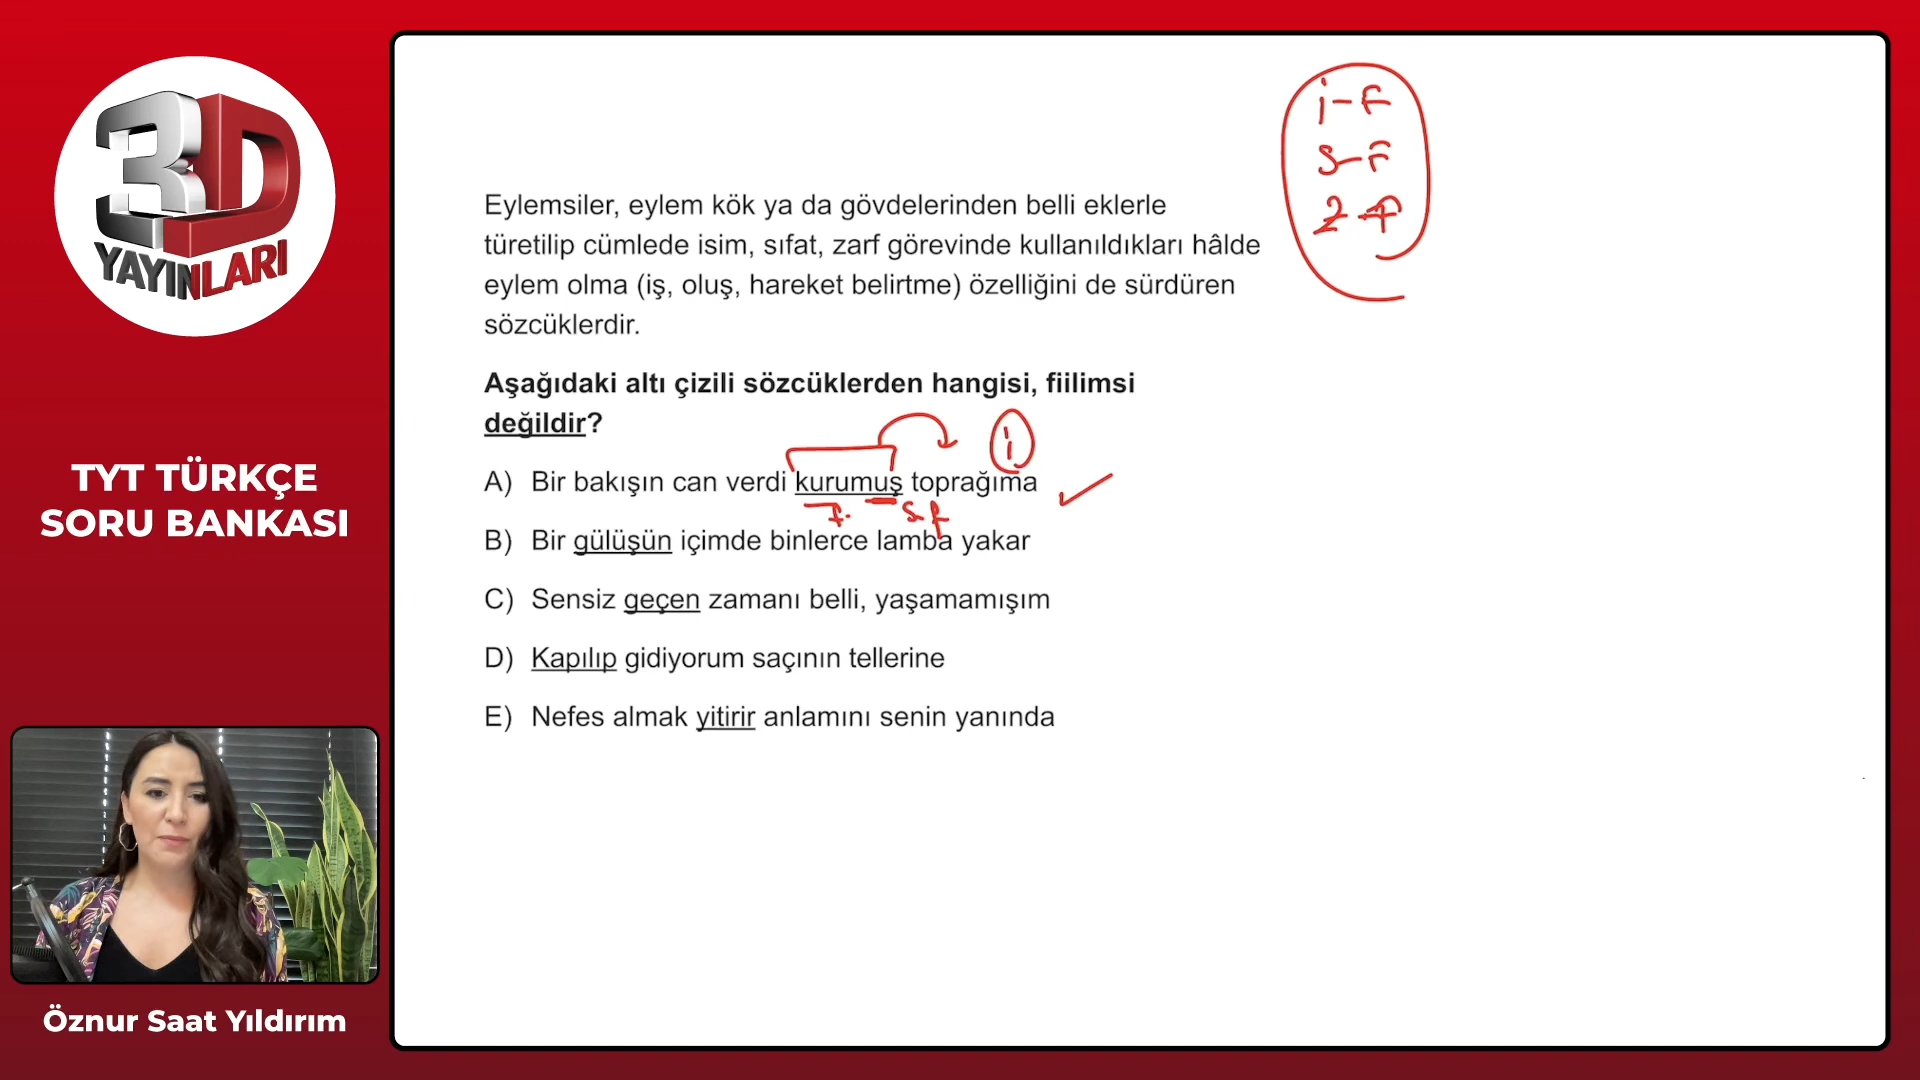 3D
YAYINLARI
TYT TÜRKÇE
SORU BANKASI
Öznur Saat Yıldırım
Eylemsiler, eylem kök ya da gövdelerinden belli eklerle
türetilip cümlede isim, sıfat, zarf görevinde kullanıldıkları hâlde
eylem olma (iş, oluş, hareket belirtme) özelliğini de sürdüren
sözcüklerdir.
Aşağıdaki altı çizili sözcüklerden hangisi, fiilimsi
değildir?
A) Bir bakışın can verdi kurumuş toprağıma
B) Bir gülüşün içimde binlerce lamba yakar
C) Sensiz geçen zamanı belli, yaşamamışım
D) Kapılıp gidiyorum saçının tellerine
E) Nefes almak yitirir anlamını senin yanında
i-F
S-F
Z-F
i
f.
sf